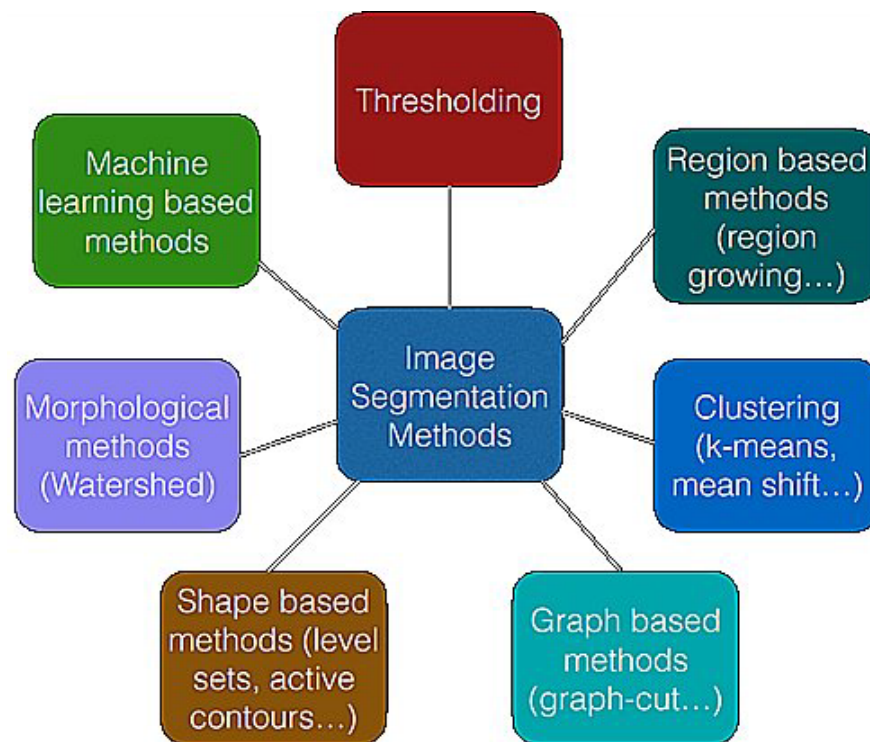 Thresholding
Machine
learning based
methods
Region based
methods
(region
growing…)
Image
Segmentation
Methods
Morphological
methods
(Watershed)
Clustering
(k-means,
mean shift…)
Shape based
methods (level
sets, active
contours…)
Graph based
methods
(graph-cut…)